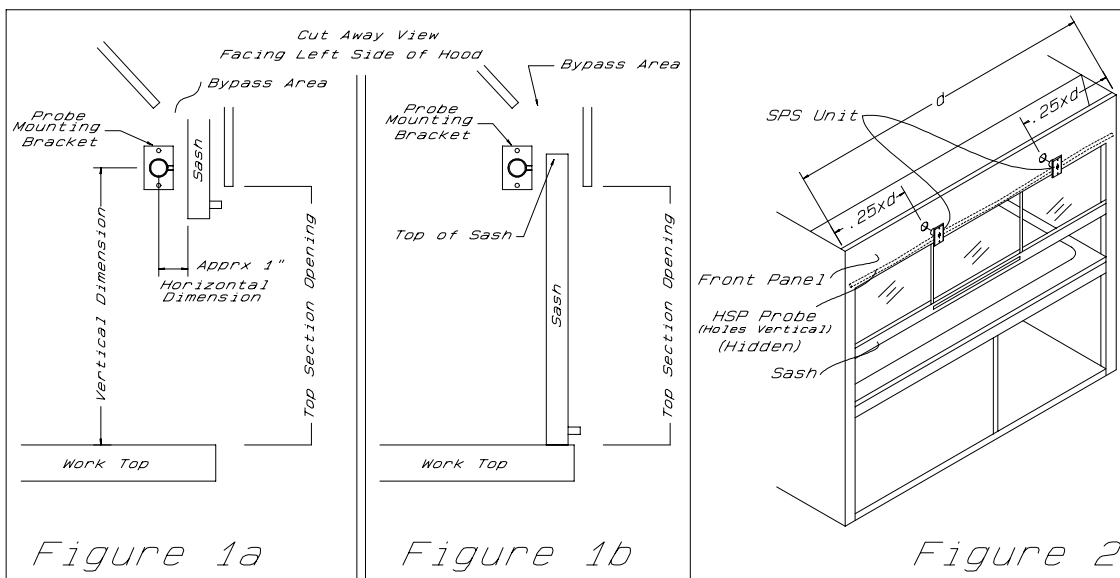 Cut Away View
Facing Left Side of Hood
Bypass Area
Probe
Mounting
Bracket
Sash
Vertical Dimension
Apprx 1"
Horizontal
Dimension
Top Section Opening
Work Top
Figure 1a
Bypass Area
Probe
Mounting
Bracket
Top of Sash
Sash
Top Section Opening
Work Top
Figure 1b
d
SPS Unit
.25xd
.25xd
Front Panel
HSP Probe
(Holes Vertical)
(Hidden)
Sash
Figure 2